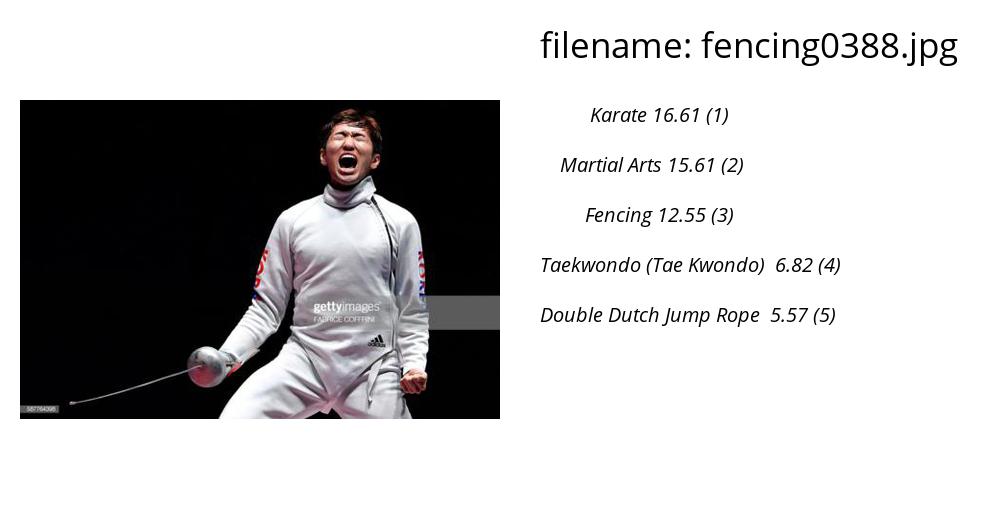 filename: fencing0388.jpg
Karate 16.61 (1)
Martial Arts 15.61 (2)
Fencing 12.55 (3)
Taekwondo (Tae Kwondo)  6.82 (4)
Double Dutch Jump Rope  5.57 (5)
KOR
KOR
gettyimages
FABRICE COFFRINI
adidas